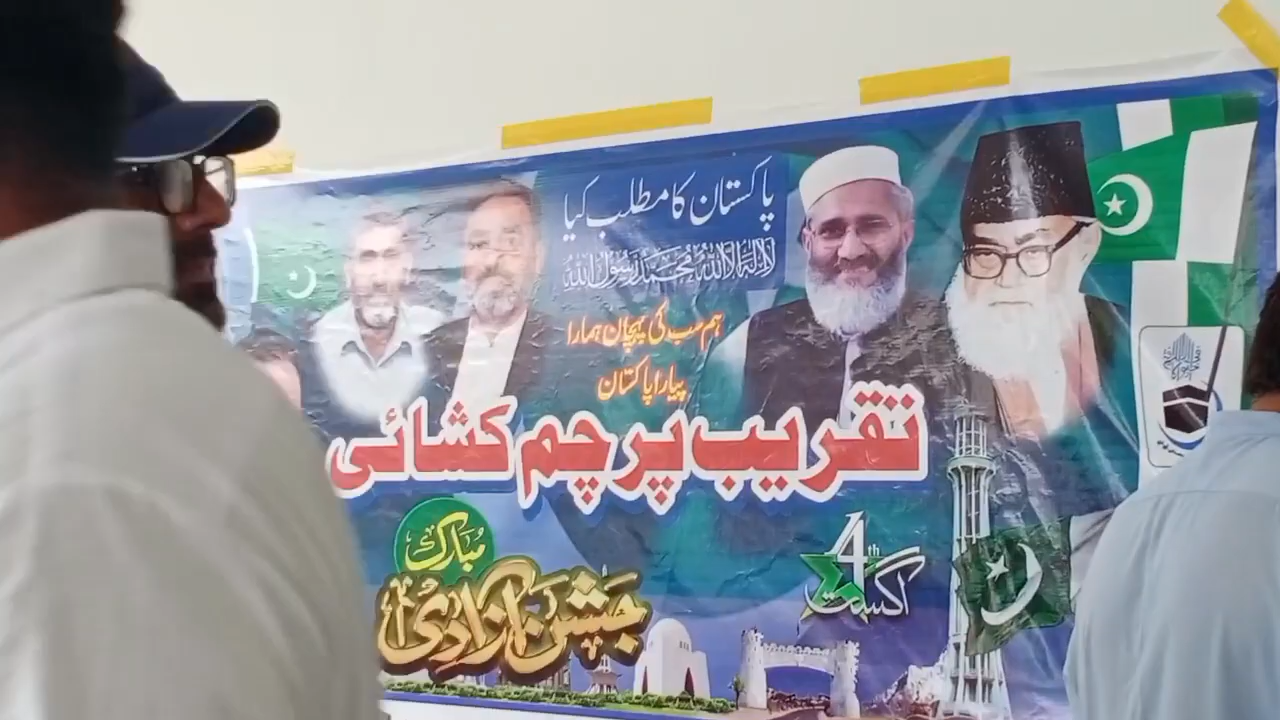 پاکستان کا مطلب کیا
لا الہ الا اللہ محمد رسول اللہ
ہم سب کی پہچان ہمارا
پیارا پاکستان
تقریب پرچم کشائی
مبارک
جشن آزادی
14th
اگست